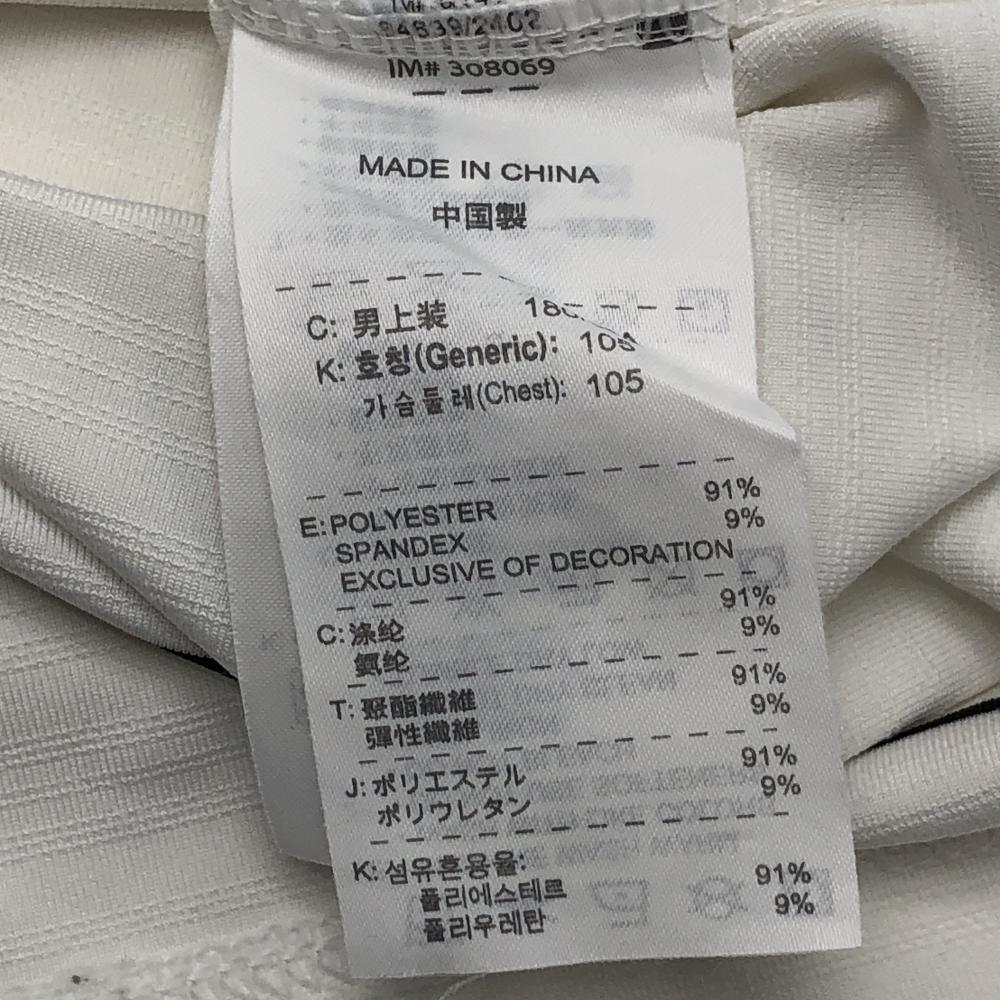 84839/2402
IM# 308069
MADE IN CHINA
中国製
C: 男上装
K: 호칭(Generic):
가슴둘레(Chest): 105
E: POLYESTER 91%
SPANDEX 9%
EXCLUSIVE OF DECORATION
C: 涤纶 91%
氨纶 9%
T: 聚酯纖維 91%
彈性纖維 9%
J: ポリエステル 91%
ポリウレタン 9%
K: 섬유혼용율:
폴리에스테르 91%
폴리우레탄 9%